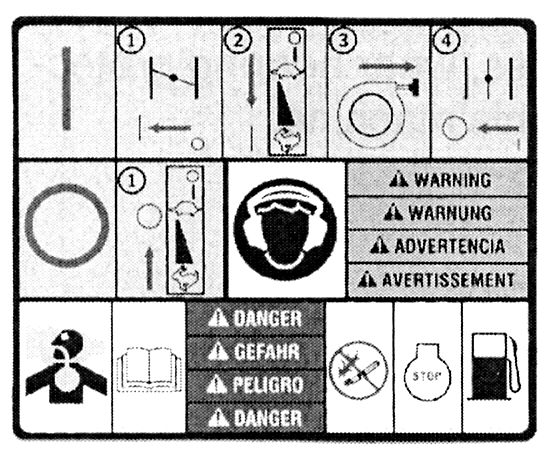 1 2 3 4
1
⚠ WARNING
⚠ WARNUNG
⚠ ADVERTENCIA
⚠ AVERTISSEMENT
⚠ DANGER
⚠ GEFAHR
⚠ PELIGRO
⚠ DANGER
STOP